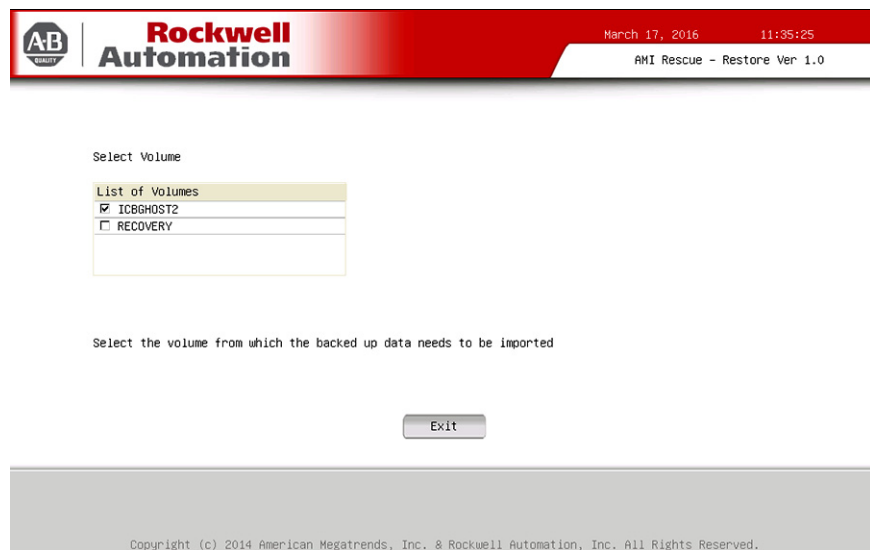 A-B
QUALITY
Rockwell
Automation
March 17, 2016 11:35:25
AMI Rescue - Restore Ver 1.0
Select Volume
List of Volumes
ICBGHOST2
RECOVERY
Select the volume from which the backed up data needs to be imported
Exit
Copyright (c) 2014 American Megatrends, Inc. & Rockwell Automation, Inc. All Rights Reserved.